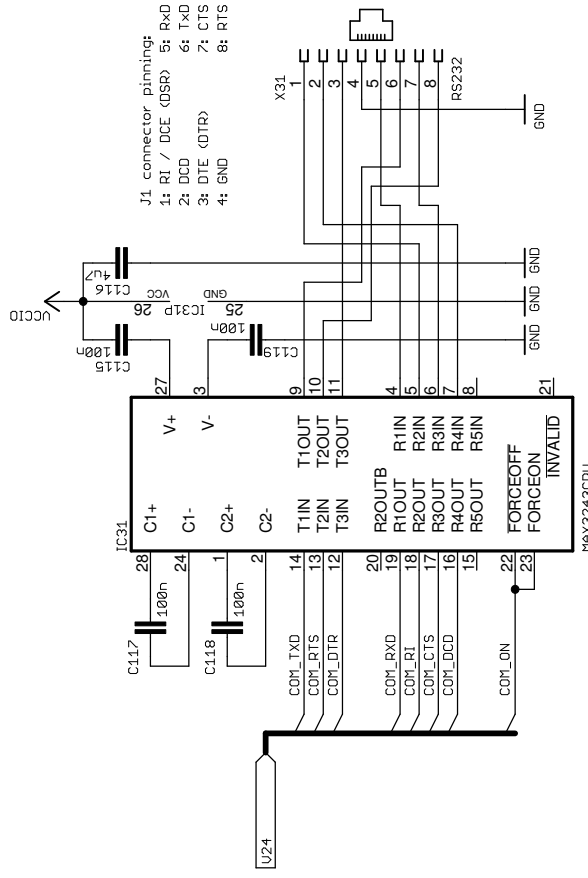 J1 connector pinning:
1: RI / DCE (DSR) 5: RxD
2: DCD 6: TxD
3: DTE (DTR) 7: CTS
4: GND 8: RTS
X31
1
2
3
4
5
6
7
8
RS232
GND
VCCIO
4u7
C116
26 VCC
IC31P
25 GND
100n
C115
100n
C119
GND
GND
GND
IC31
28 C1+
24 C1-
1 C2+
2 C2-
14 T1IN
13 T2IN
12 T3IN
20 R2OUTB
19 R1OUT
18 R2OUT
17 R3OUT
16 R4OUT
15 R5OUT
22 FORCEOFF
23 FORCEON
V+ 27
V- 3
T1OUT 9
T2OUT 10
T3OUT 11
R1IN 4
R2IN 5
R3IN 6
R4IN 7
R5IN 8
INVALID 21
C117
100n
C118
100n
COM_TXD
COM_RTS
COM_DTR
COM_RXD
COM_RI
COM_CTS
COM_DCD
COM_ON
V24